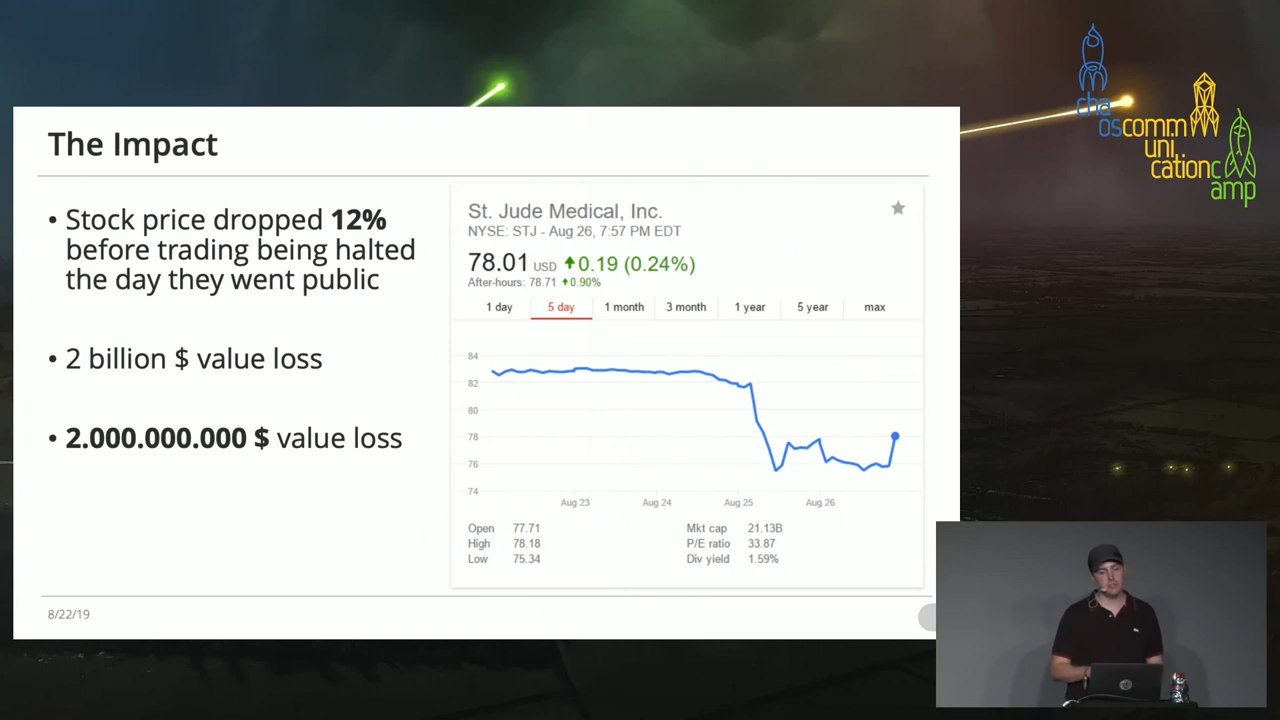 The Impact
• Stock price dropped 12%
before trading being halted
the day they went public
• 2 billion $ value loss
• 2.000.000.000 $ value loss
St. Jude Medical, Inc.
NYSE: STJ - Aug 26, 7:57 PM EDT
78.01 USD 0.19 (0.24%)
After-hours: 78.71 0.90%
1 day 5 day 1 month 3 month 1 year 5 year max
84
82
80
78
76
74
Aug 23 Aug 24 Aug 25 Aug 26
Open 77.71 Mkt cap 21.13B
High 78.18 P/E ratio 33.87
Low 75.34 Div yield 1.59%
8/22/19
cha
oscomm
uni
cationc
amp